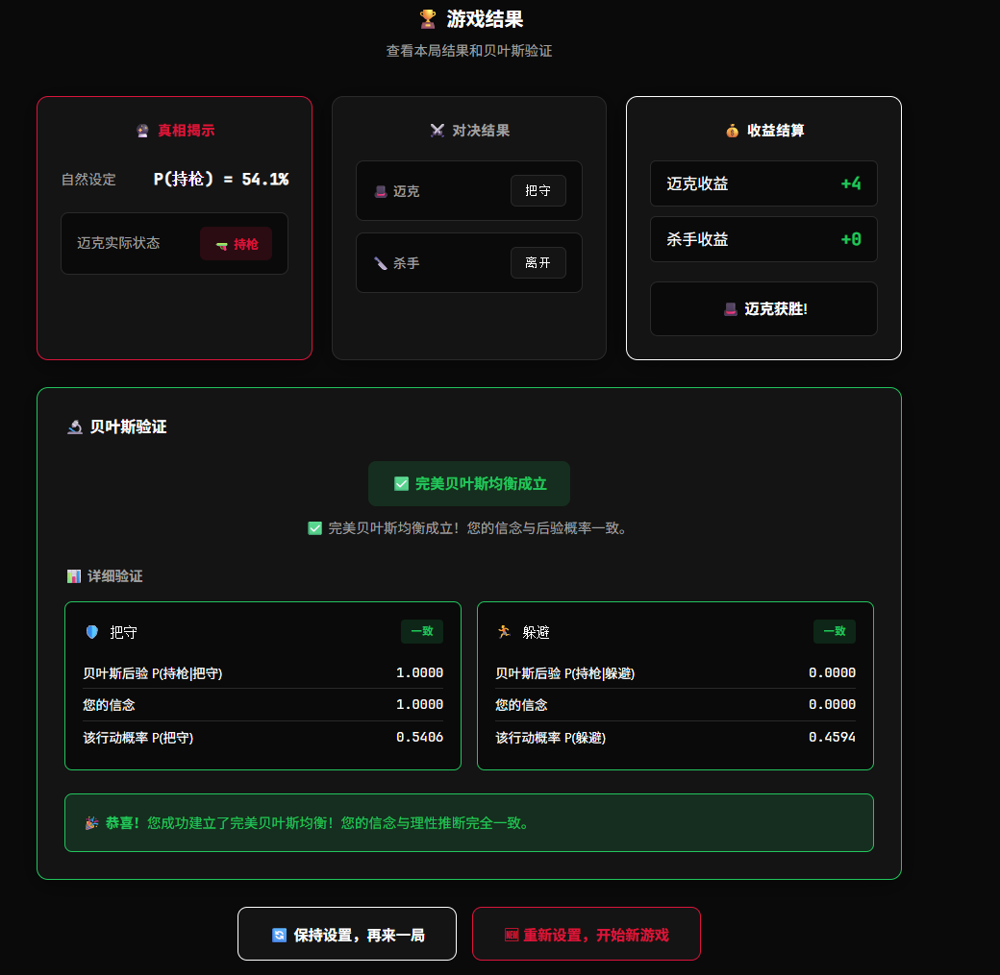 🏆 游戏结果
查看本局结果和贝叶斯验证
🔮 真相揭示
自然设定 P(持枪) = 54.1%
迈克实际状态 🔫 持枪
⚔️ 对决结果
🎩 迈克 把守
🔪 杀手 离开
💰 收益结算
迈克收益 +4
杀手收益 +0
🎩 迈克获胜!
🔬 贝叶斯验证
✅ 完美贝叶斯均衡成立
✅ 完美贝叶斯均衡成立！您的信念与后验概率一致。
📊 详细验证
🛡️ 把守 一致
贝叶斯后验 P(持枪|把守) 1.0000
您的信念 1.0000
该行动概率 P(把守) 0.5406
🏃 躲避 一致
贝叶斯后验 P(持枪|躲避) 0.0000
您的信念 0.0000
该行动概率 P(躲避) 0.4594
🎉 恭喜！您成功建立了完美贝叶斯均衡！您的信念与理性推断完全一致。
🔄 保持设置，再来一局
🆕 重新设置，开始新游戏